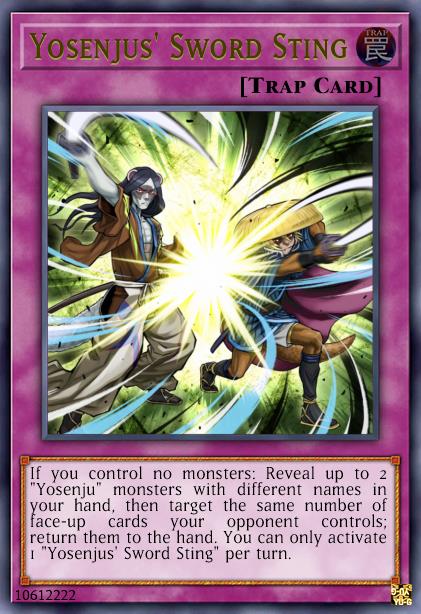 Yosenjus' Sword Sting
TRAP
罠
[Trap Card]
If you control no monsters: Reveal up to 2
"Yosenju" monsters with different names in
your hand, then target the same number of
face-up cards your opponent controls;
return them to the hand. You can only activate
1 "Yosenjus' Sword Sting" per turn.
10612222